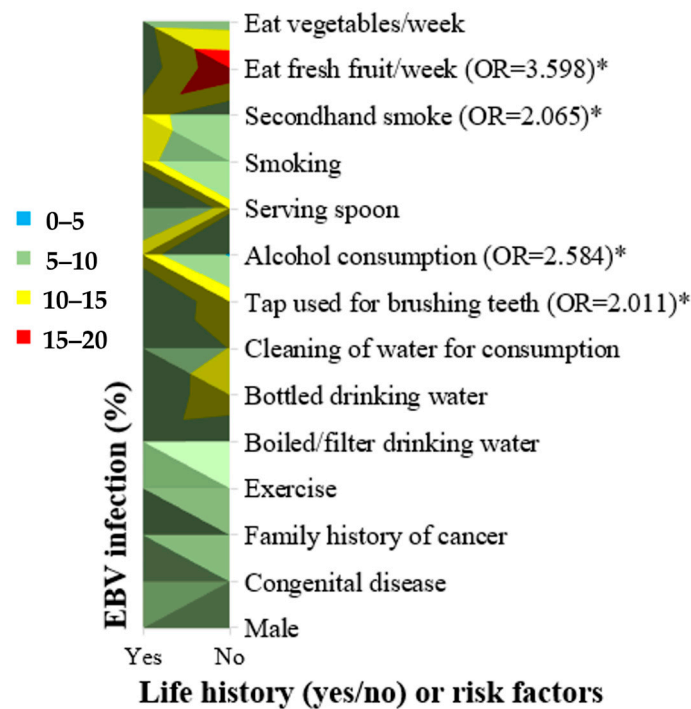 Eat vegetables/week
Eat fresh fruit/week (OR=3.598)*
Secondhand smoke (OR=2.065)*
Smoking
Serving spoon
Alcohol consumption (OR=2.584)*
Tap used for brushing teeth (OR=2.011)*
Cleaning of water for consumption
Bottled drinking water
Boiled/filter drinking water
Exercise
Family history of cancer
Congenital disease
Male
0–5
5–10
10–15
15–20
EBV infection (%)
Yes No
Life history (yes/no) or risk factors